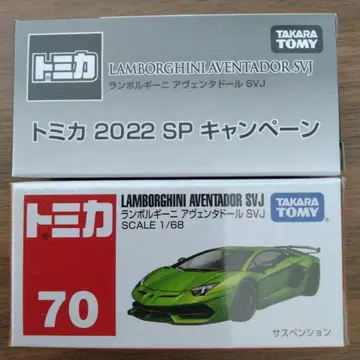 トミカ
LAMBORGHINI AVENTADOR SVJ
ランボルギーニ アヴェンタドール SVJ
TAKARA
TOMY
トミカ 2022 SP キャンペーン
トミカ
LAMBORGHINI AVENTADOR SVJ
ランボルギーニ アヴェンタドール SVJ
SCALE 1/68
TAKARA
TOMY
70
サスペンション